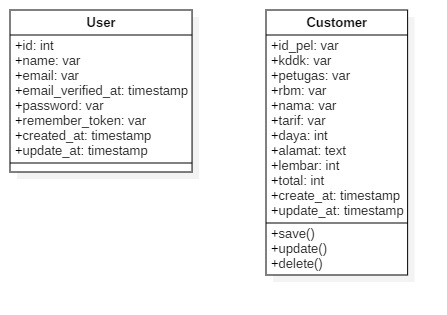 User
+id: int
+name: var
+email: var
+email_verified_at: timestamp
+password: var
+remember_token: var
+created_at: timestamp
+update_at: timestamp
Customer
+id_pel: var
+kddk: var
+petugas: var
+rbm: var
+nama: var
+tarif: var
+daya: int
+alamat: text
+lembar: int
+total: int
+create_at: timestamp
+update_at: timestamp
+save()
+update()
+delete()